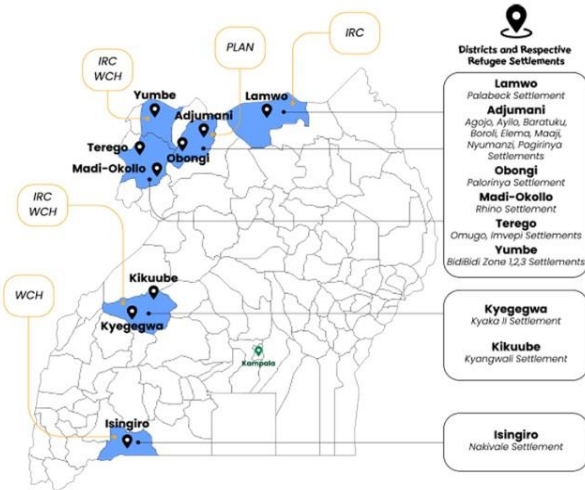 IRC
WCH
PLAN
IRC
Yumbe
Adjumani
Lamwo
Terego
Obongi
Madi-Okollo
IRC
WCH
Kikuube
WCH
Kyegegwa
Kampala
Isingiro
Districts and Respective
Refugee Settlements
Lamwo
Palabeck Settlement
Adjumani
Agojo, Ayilo, Baratuku,
Boroli, Elema, Maaji,
Nyumanzi, Pagirinya
Settlements
Obongi
Palorinya Settlement
Madi-Okollo
Rhino Settlement
Terego
Omugo, Imvepi Settlements
Yumbe
BidiBidi Zone 1,2,3 Settlements
Kyegegwa
Kyaka II Settlement
Kikuube
Kyangwali Settlement
Isingiro
Nakivale Settlement